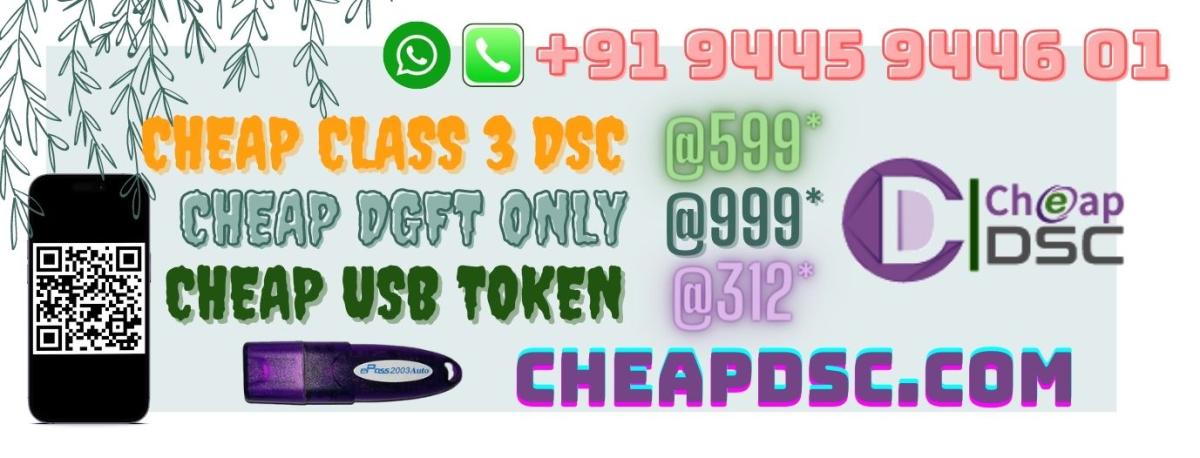 +91 9445 9446 01
CHEAP CLASS 3 DSC @599*
CHEAP DGFT ONLY @999*
CHEAP USB TOKEN @312*
Cheap
DSC
ePass2003Auto
CHEAPDSC.COM